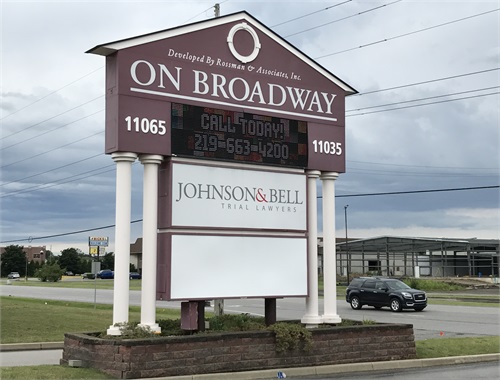 Developed By Rossman & Associates, Inc.
ON BROADWAY
11065
CALL TODAY!
219-663-4200
11035
JOHNSON&BELL
TRIAL LAWYERS